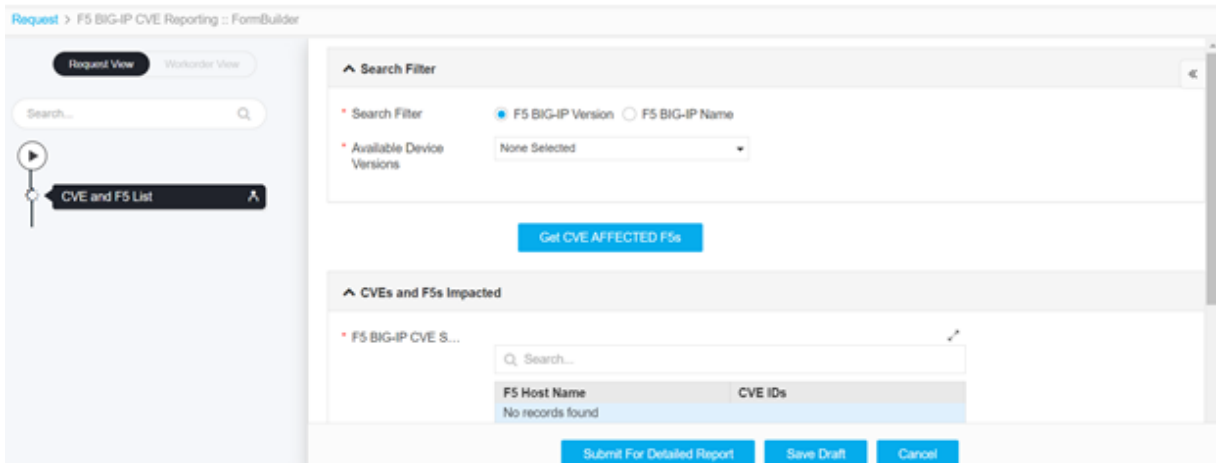 Request > F5 BIG-IP CVE Reporting :: FormBuilder
Request View
Workorder View
Search...
CVE and F5 List
Search Filter
* Search Filter
F5 BIG-IP Version
F5 BIG-IP Name
* Available Device
Versions
None Selected
Get CVE AFFECTED F5s
CVEs and F5s Impacted
* F5 BIG-IP CVE S...
Search...
F5 Host Name
CVE IDs
No records found
Submit For Detailed Report
Save Draft
Cancel